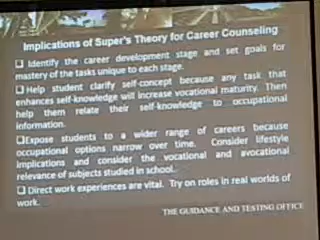 Implications of Super's Theory for Career Counseling
❑ Identify the career development stage and set goals for
mastery of the tasks unique to each stage.
❑ Help student clarify self-concept because any task that
enhances self-knowledge will increase vocational maturity. Then
help them relate their self-knowledge to occupational
information.
❑Expose students to a wider range of careers because
occupational options narrow over time. Consider lifestyle
implications and consider the vocational and avocational
relevance of subjects studied in school.
❑ Direct work experiences are vital. Try on roles in real worlds of
work.
THE GUIDANCE AND TESTING OFFICE